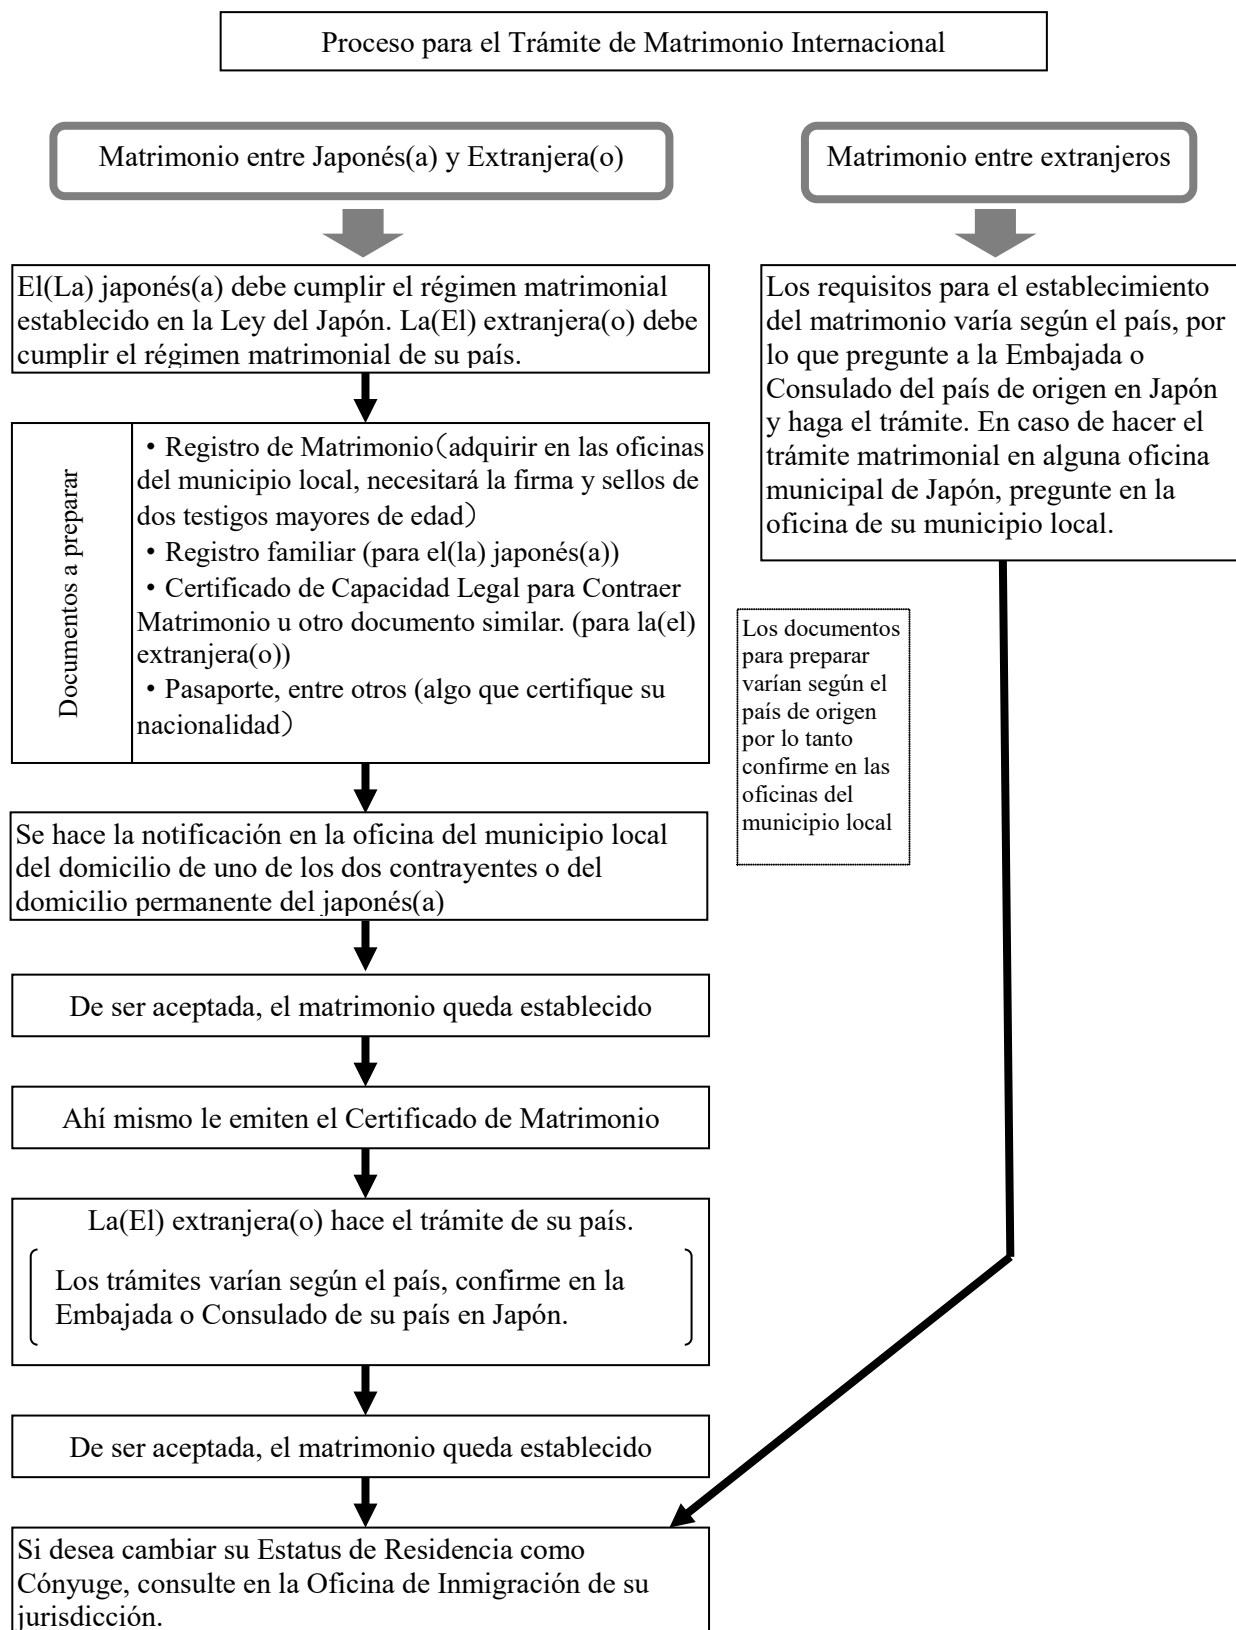 Proceso para el Trámite de Matrimonio Internacional
Matrimonio entre Japonés(a) y Extranjera(o)
El(La) japonés(a) debe cumplir el régimen matrimonial
establecido en la Ley del Japón. La(El) extranjera(o) debe
cumplir el régimen matrimonial de su país.
Documentos a preparar
・Registro de Matrimonio（adquirir en las oficinas
del municipio local, necesitará la firma y sellos de
dos testigos mayores de edad）
・Registro familiar (para el(la) japonés(a))
・Certificado de Capacidad Legal para Contraer
Matrimonio u otro documento similar. (para la(el)
extranjera(o))
・Pasaporte, entre otros (algo que certifique su
nacionalidad）
Se hace la notificación en la oficina del municipio local
del domicilio de uno de los dos contrayentes o del
domicilio permanente del japonés(a)
De ser aceptada, el matrimonio queda establecido
Ahí mismo le emiten el Certificado de Matrimonio
La(El) extranjera(o) hace el trámite de su país.
Los trámites varían según el país, confirme en la
Embajada o Consulado de su país en Japón.
De ser aceptada, el matrimonio queda establecido
Si desea cambiar su Estatus de Residencia como
Cónyuge, consulte en la Oficina de Inmigración de su
jurisdicción.
Matrimonio entre extranjeros
Los requisitos para el establecimiento
del matrimonio varía según el país, por
lo que pregunte a la Embajada o
Consulado del país de origen en Japón
y haga el trámite. En caso de hacer el
trámite matrimonial en alguna oficina
municipal de Japón, pregunte en la
oficina de su municipio local.
Los documentos
para preparar
varían según el
país de origen
por lo tanto
confirme en las
oficinas del
municipio local